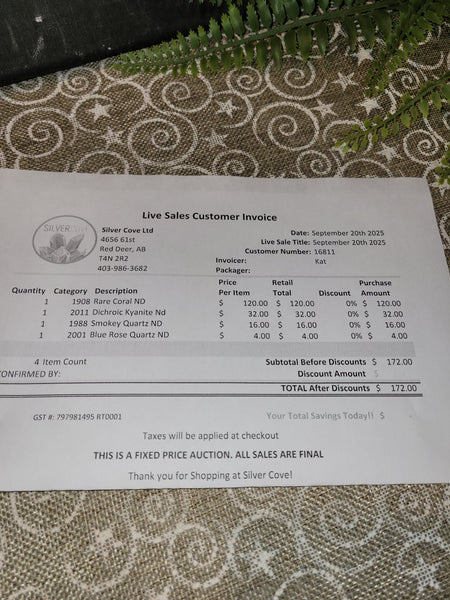 Live Sales Customer Invoice
SILVER
Silver Cove Ltd
4656 61st
Red Deer, AB
T4N 2R2
403-986-3682
Date: September 20th 2025
Live Sale Title: September 20th 2025
Customer Number: 16811
Invoicer: Kat
Packager:
Quantity Category Description Price Per Item Retail Total Discount Purchase Amount
1 1908 Rare Coral ND $ 120.00 $ 120.00 0% $ 120.00
1 2011 Dichroic Kyanite Nd $ 32.00 $ 32.00 0% $ 32.00
1 1988 Smokey Quartz ND $ 16.00 $ 16.00 0% $ 16.00
1 2001 Blue Rose Quartz ND $ 4.00 $ 4.00 0% $ 4.00
4 Item Count Subtotal Before Discounts $ 172.00
CONFIRMED BY: Discount Amount $
TOTAL After Discounts $ 172.00
GST #: 797981495 RT0001 Your Total Savings Today!! $
Taxes will be applied at checkout
THIS IS A FIXED PRICE AUCTION. ALL SALES ARE FINAL
Thank you for Shopping at Silver Cove!